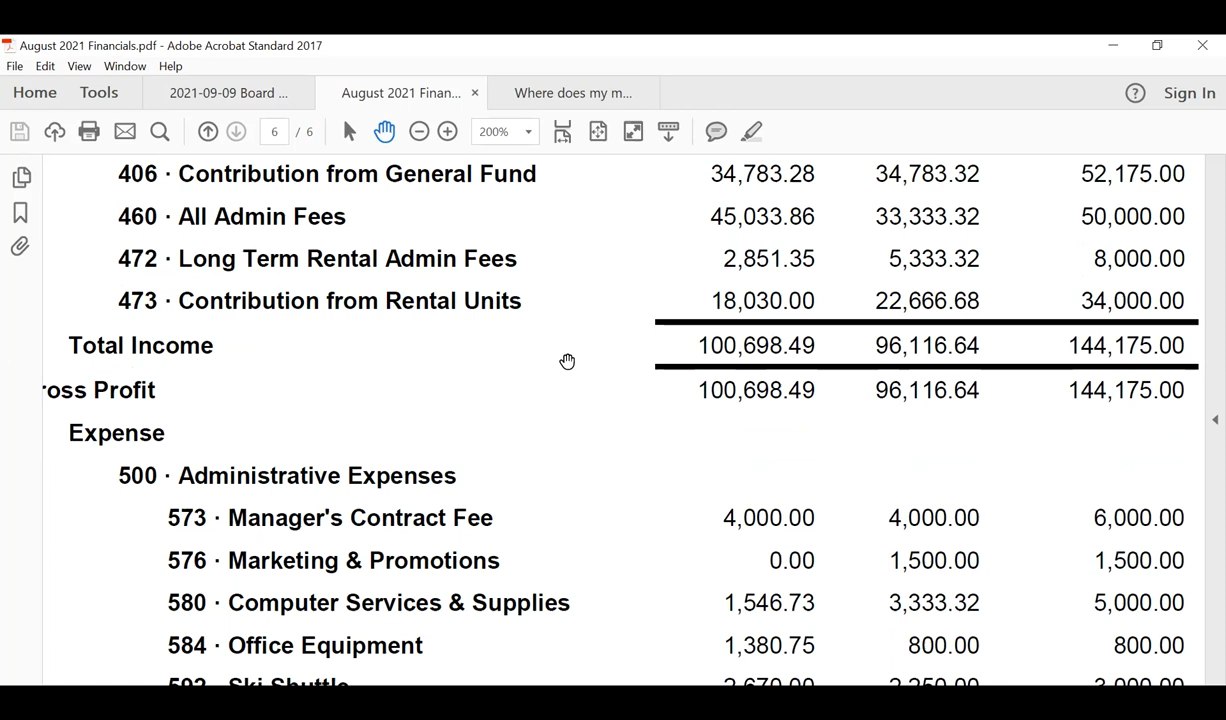 August 2021 Financials.pdf - Adobe Acrobat Standard 2017
File Edit View Window Help
Home Tools 2021-09-09 Board ... August 2021 Finan... × Where does my m... ? Sign In
6 / 6 200%
406 · Contribution from General Fund 34,783.28 34,783.32 52,175.00
460 · All Admin Fees 45,033.86 33,333.32 50,000.00
472 · Long Term Rental Admin Fees 2,851.35 5,333.32 8,000.00
473 · Contribution from Rental Units 18,030.00 22,666.68 34,000.00
Total Income 100,698.49 96,116.64 144,175.00
ross Profit 100,698.49 96,116.64 144,175.00
Expense
500 · Administrative Expenses
573 · Manager's Contract Fee 4,000.00 4,000.00 6,000.00
576 · Marketing & Promotions 0.00 1,500.00 1,500.00
580 · Computer Services & Supplies 1,546.73 3,333.32 5,000.00
584 · Office Equipment 1,380.75 800.00 800.00
Ski Shuttle